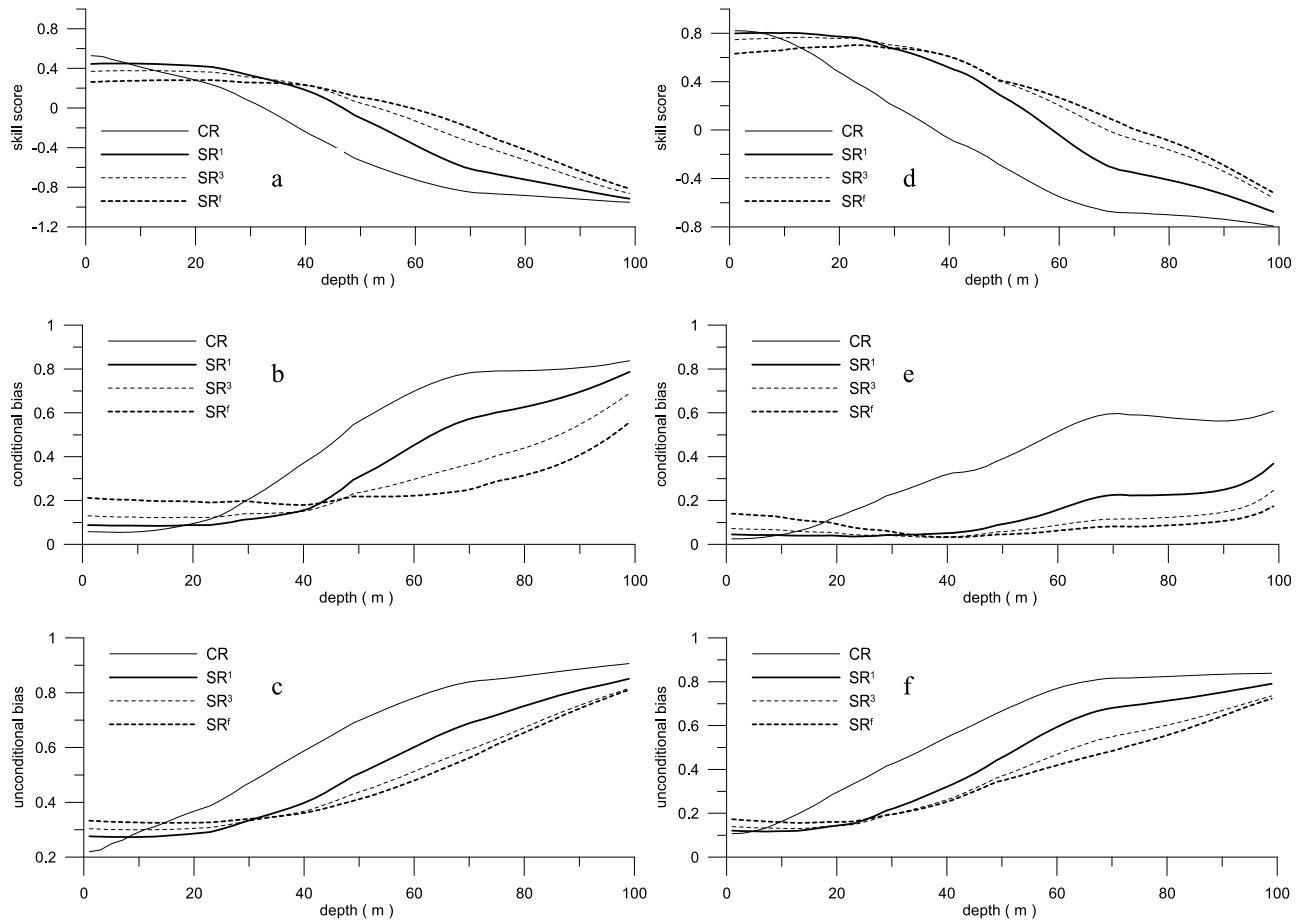 skill score
0.8
0.4
0
-0.4
-0.8
-1.2
CR
SR¹
SR³
SRᶠ
a
0
20
40
60
80
100
depth ( m )
skill score
0.8
0.4
0
-0.4
-0.8
CR
SR¹
SR³
SRᶠ
d
0
20
40
60
80
100
depth ( m )
conditional bias
1
0.8
0.6
0.4
0.2
0
CR
SR¹
SR³
SRᶠ
b
0
20
40
60
80
100
depth ( m )
conditional bias
1
0.8
0.6
0.4
0.2
0
CR
SR¹
SR³
SRᶠ
e
0
20
40
60
80
100
depth ( m )
unconditional bias
1
0.8
0.6
0.4
0.2
CR
SR¹
SR³
SRᶠ
c
0
20
40
60
80
100
depth ( m )
unconditional bias
1
0.8
0.6
0.4
0.2
0
CR
SR¹
SR³
SRᶠ
f
0
20
40
60
80
100
depth ( m )